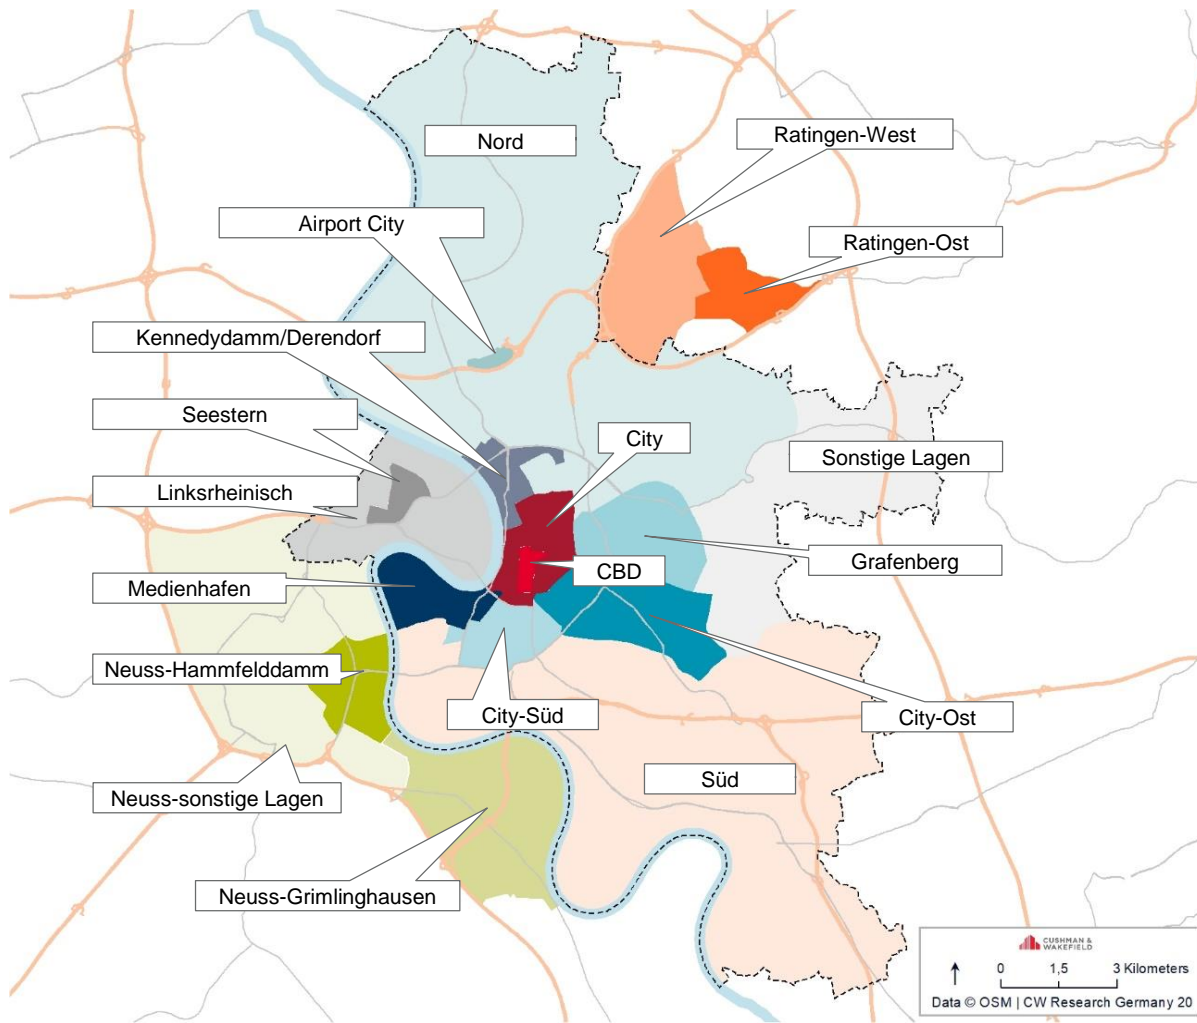 Nord
Ratingen-West
Airport City
Ratingen-Ost
Kennedydamm/Derendorf
Seestern
City
Sonstige Lagen
Linksrheinisch
Grafenberg
CBD
Medienhafen
Neuss-Hammfelddamm
City-Süd
City-Ost
Süd
Neuss-sonstige Lagen
Neuss-Grimlinghausen
CUSHMAN &
WAKEFIELD
0 1,5 3 Kilometers
Data © OSM | CW Research Germany 20